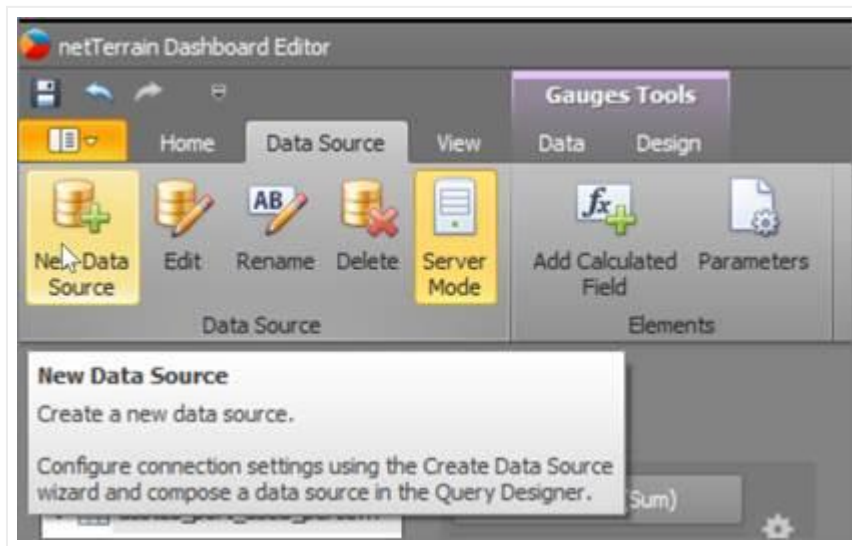 netTerrain Dashboard Editor
Gauges Tools
Home Data Source View Data Design
AB fx
New Data Edit Rename Delete Server Add Calculated Parameters
Source Mode Field
Data Source Elements
New Data Source
Create a new data source.
Configure connection settings using the Create Data Source
wizard and compose a data source in the Query Designer.
(Sum)